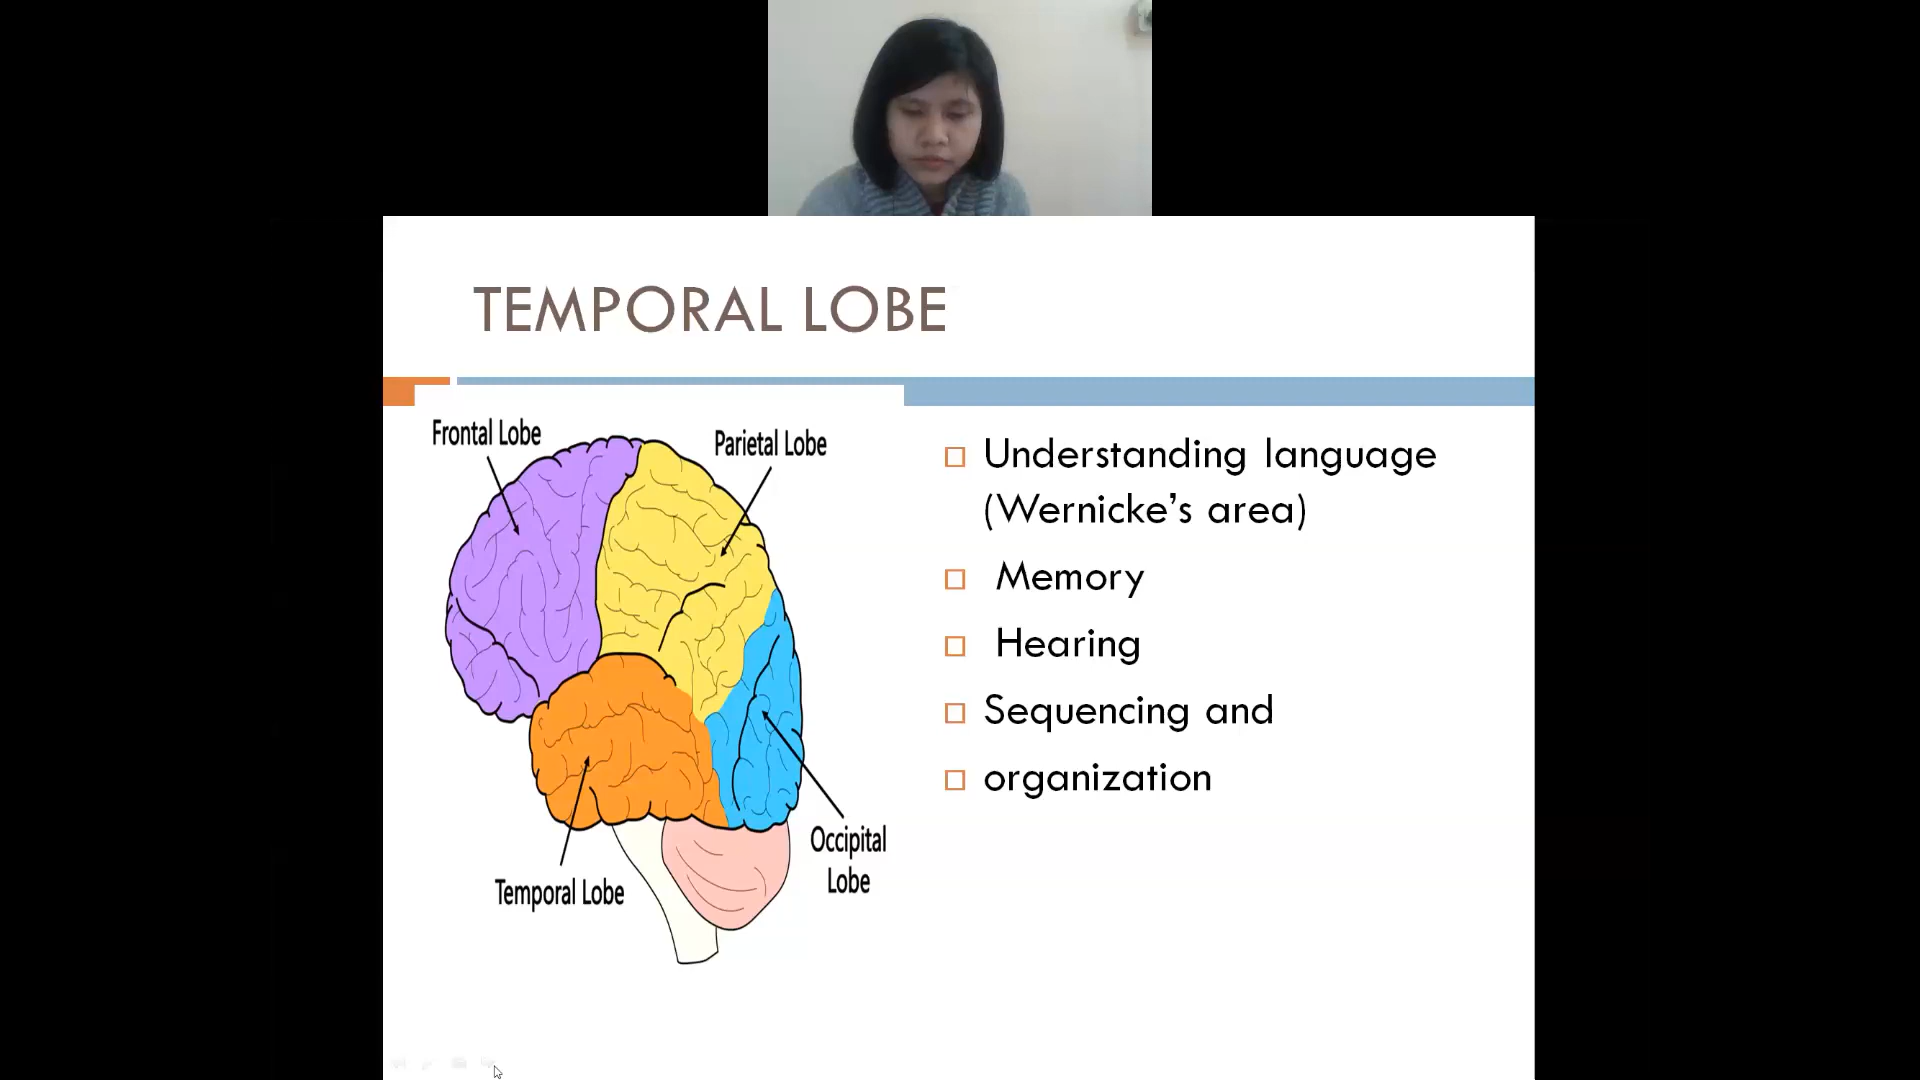 TEMPORAL LOBE
Frontal Lobe
Parietal Lobe
Temporal Lobe
Occipital
Lobe
Understanding language
(Wernicke’s area)
Memory
Hearing
Sequencing and
organization